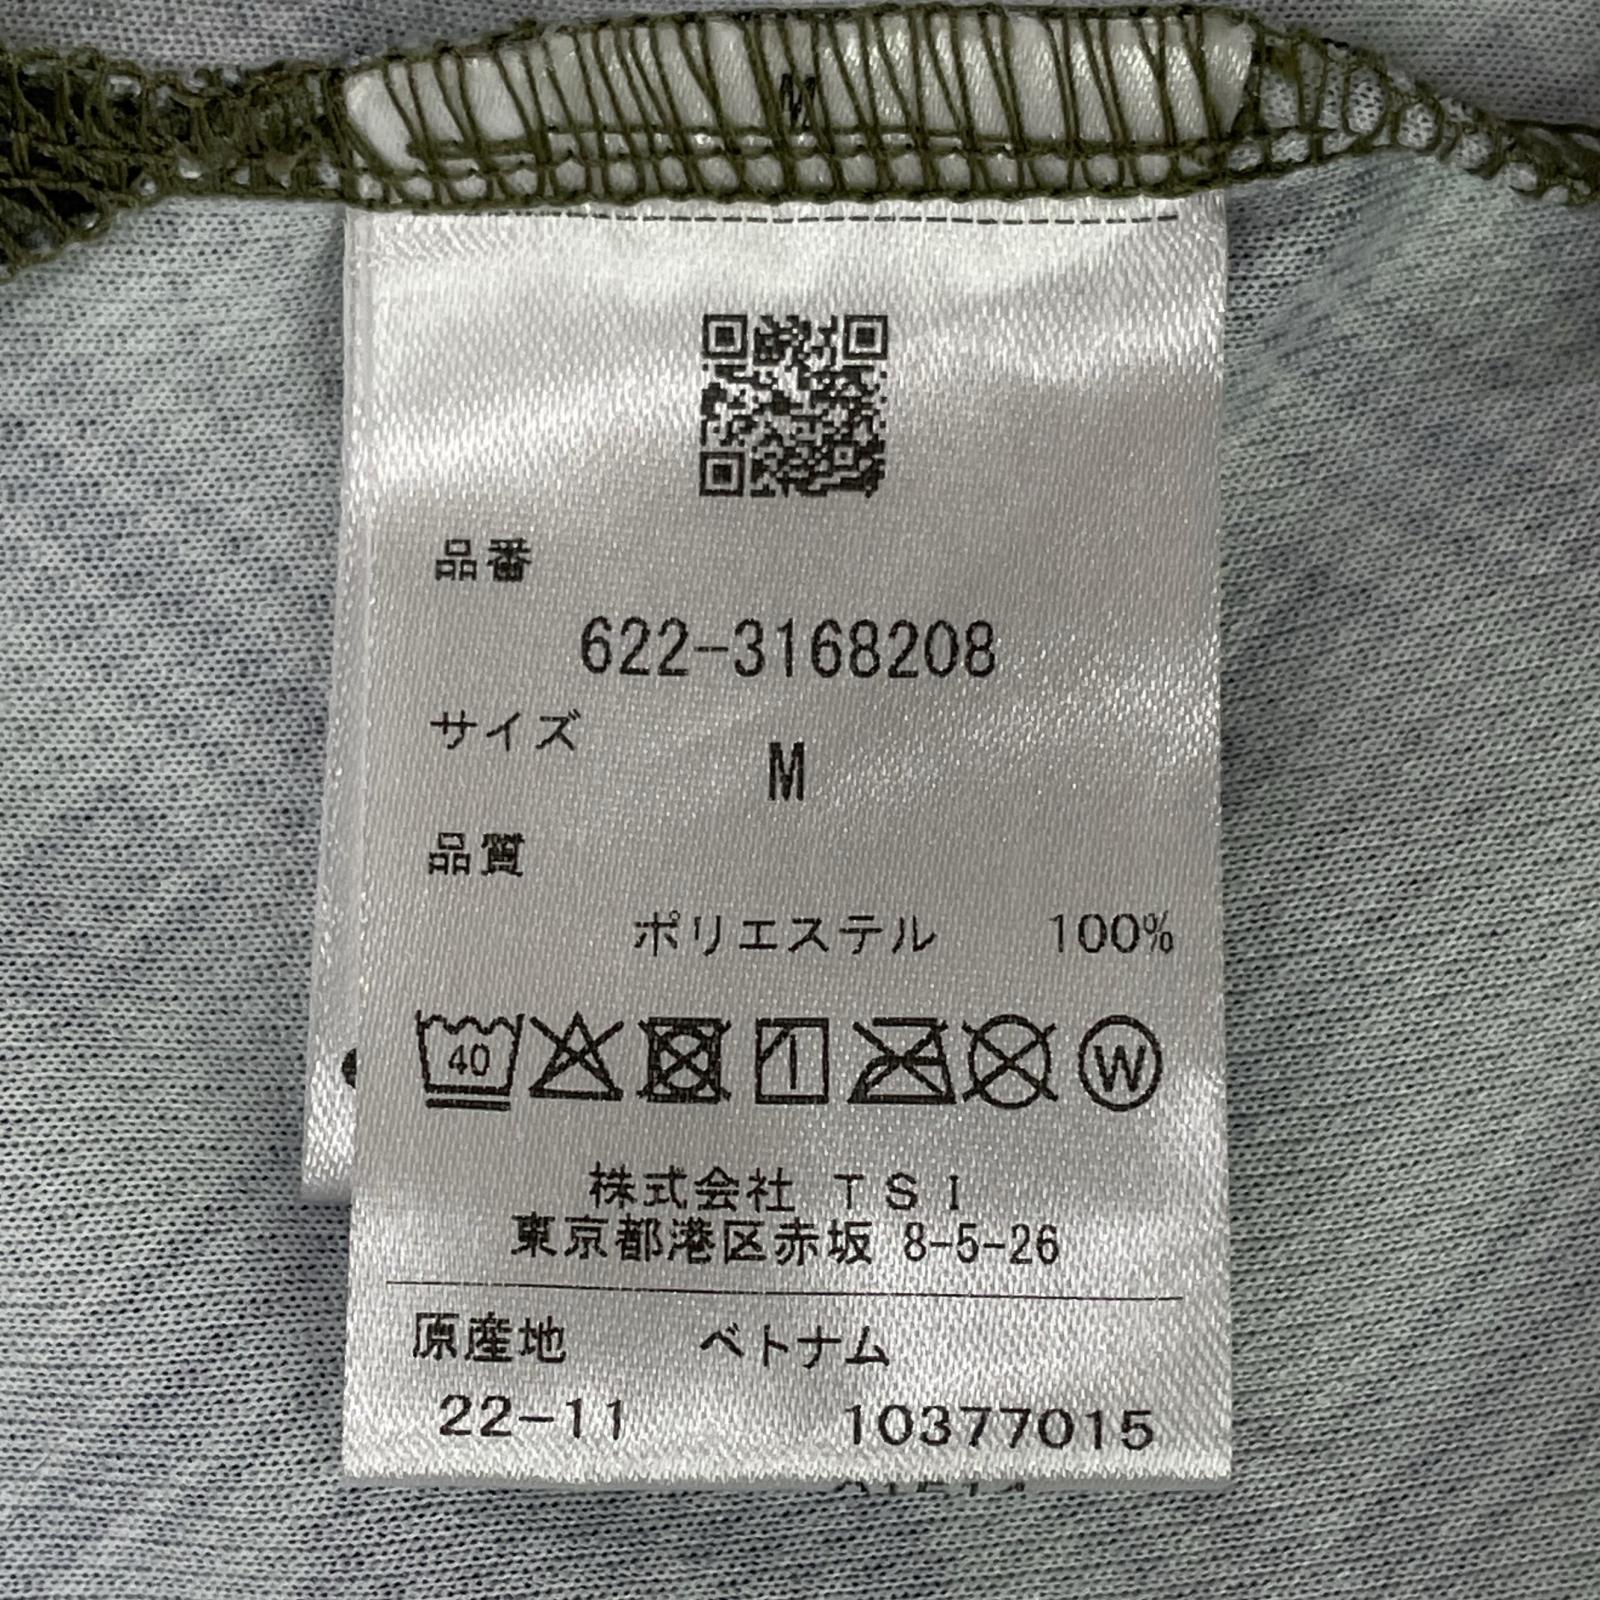 M
品番
622-3168208
サイズ
M
品質
ポリエステル 100%
40
W
株式会社 TSI
東京都港区赤坂 8-5-26
原産地 ベトナム
22-11 10377015